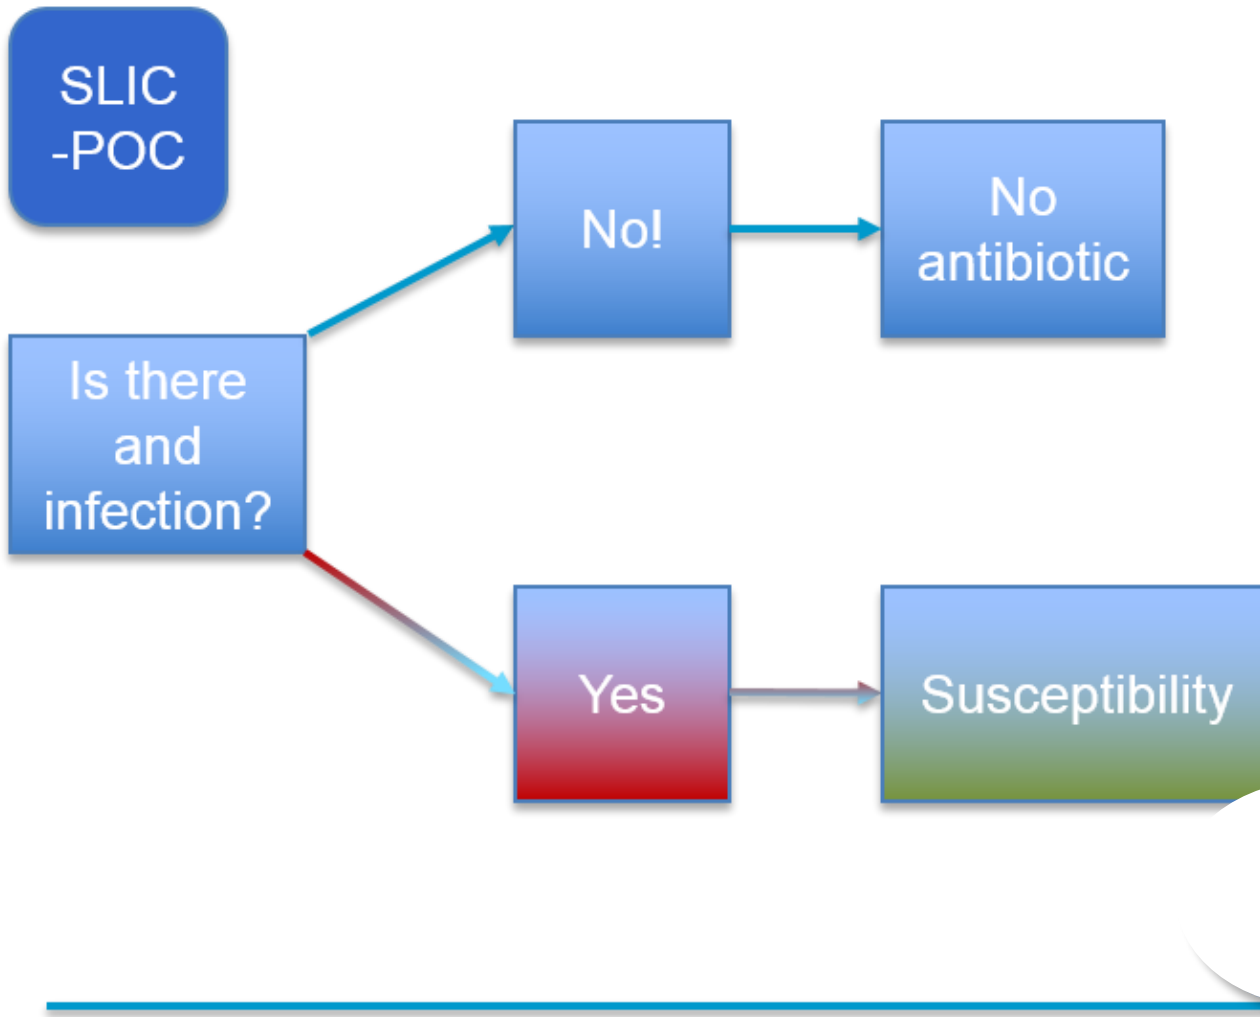 SLIC
-POC
No!
No
antibiotic
Is there
and
infection?
Yes
Susceptibility